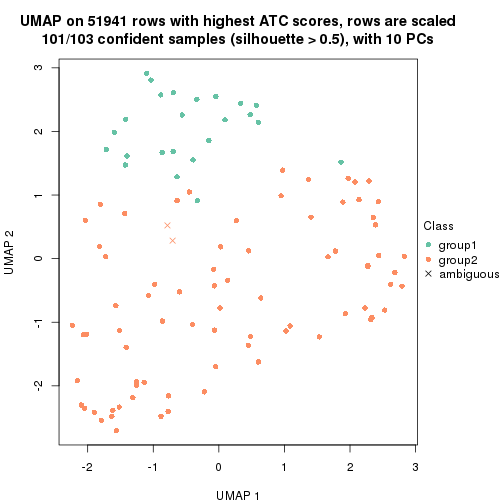 UMAP on 51941 rows with highest ATC scores, rows are scaled
101/103 confident samples (silhouette > 0.5), with 10 PCs
3
2
1
0
-1
-2
UMAP 2
-2 -1 0 1 2 3
UMAP 1
Class
group1
group2
ambiguous